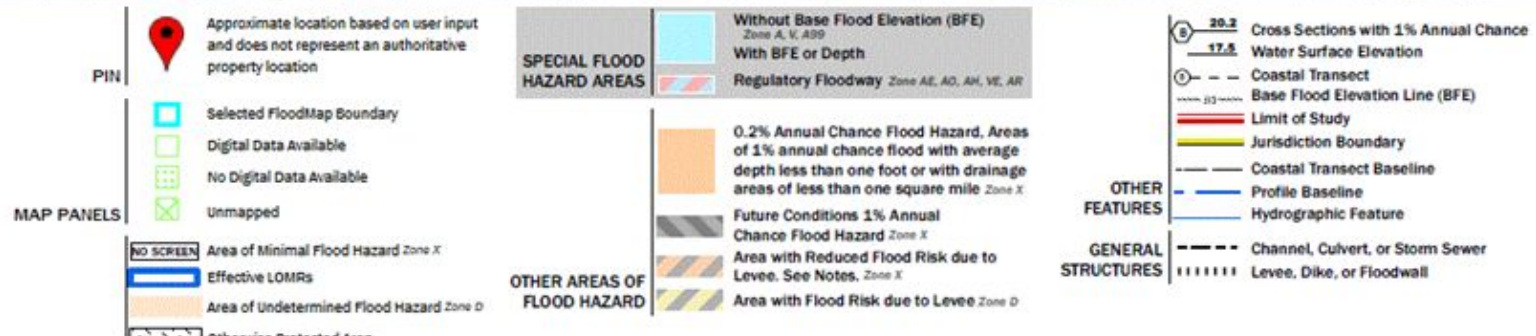 PIN
Approximate location based on user input
and does not represent an authoritative
property location
MAP PANELS
Selected FloodMap Boundary
Digital Data Available
No Digital Data Available
Unmapped
NO SCREEN Area of Minimal Flood Hazard Zone X
Effective LOMRs
Area of Undetermined Flood Hazard Zone D
Otherwise Protected Area
SPECIAL FLOOD
HAZARD AREAS
Without Base Flood Elevation (BFE)
Zone A, V, A99
With BFE or Depth
Regulatory Floodway Zone AE, AO, AH, VE, AR
OTHER AREAS OF
FLOOD HAZARD
0.2% Annual Chance Flood Hazard, Areas
of 1% annual chance flood with average
depth less than one foot or with drainage
areas of less than one square mile Zone X
Future Conditions 1% Annual
Chance Flood Hazard Zone X
Area with Reduced Flood Risk due to
Levee. See Notes. Zone X
Area with Flood Risk due to Levee Zone D
OTHER
FEATURES
B 20.2 Cross Sections with 1% Annual Chance
17.5 Water Surface Elevation
Coastal Transect
Base Flood Elevation Line (BFE)
Limit of Study
Jurisdiction Boundary
Coastal Transect Baseline
Profile Baseline
Hydrographic Feature
GENERAL
STRUCTURES
Channel, Culvert, or Storm Sewer
Levee, Dike, or Floodwall